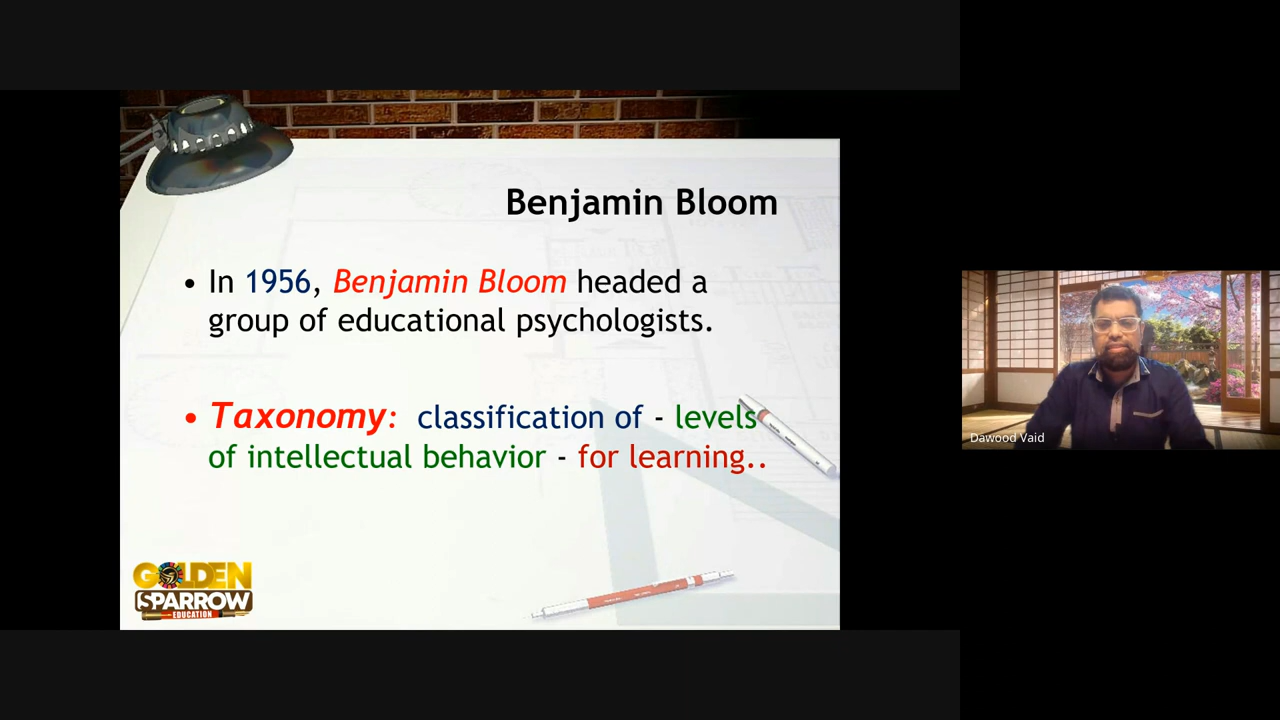 Benjamin Bloom
• In 1956, Benjamin Bloom headed a
group of educational psychologists.
• Taxonomy: classification of - levels
of intellectual behavior - for learning..
GOLDEN
SPARROW
EDUCATION
Dawood Vaid